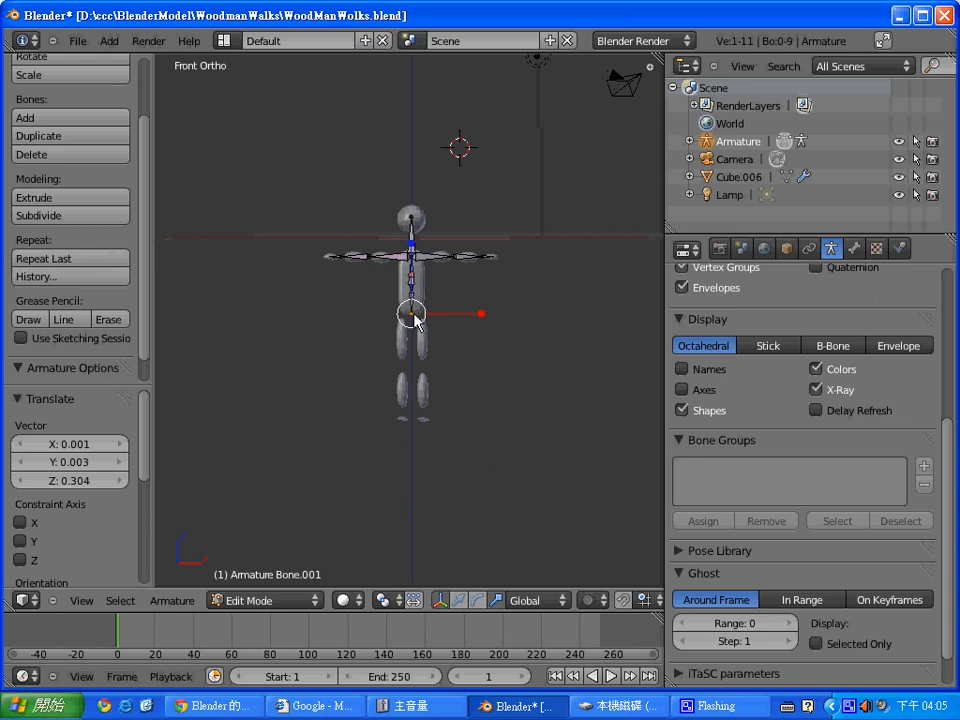 Blender* [D:\ccc\BlenderModel\WoodmanWalks\WoodManWolks.blend]
File Add Render Help Default Scene Blender Render Ve:1-11 | Bo:0-9 | Armature
Rotate
Scale
Bones:
Add
Duplicate
Delete
Modeling:
Extrude
Subdivide
Repeat:
Repeat Last
History...
Grease Pencil:
Draw Line Erase
Use Sketching Sessio
Armature Options
Translate
Vector
X: 0.001
Y: 0.003
Z: 0.304
Constraint Axis
X
Y
Z
Orientation
Front Ortho
(1) Armature Bone.001
View Select Armature Edit Mode Global
View Search All Scenes
Scene
RenderLayers
World
Armature
Camera
Cube.006
Lamp
Vertex Groups Quaternion
Envelopes
Display
Octahedral Stick B-Bone Envelope
Names Colors
Axes X-Ray
Shapes Delay Refresh
Bone Groups
Assign Remove Select Deselect
Pose Library
Ghost
Around Frame In Range On Keyframes
Range: 0 Display:
Step: 1 Selected Only
iTaSC parameters
-40 -20 0 20 40 60 80 100 120 140 160 180 200 220 240 260
View Frame Playback Start: 1 End: 250 1
開始 Blender 的... Google - M... 主音量 Blender* [... 本機磁碟 (... Flashing 下午 04:05